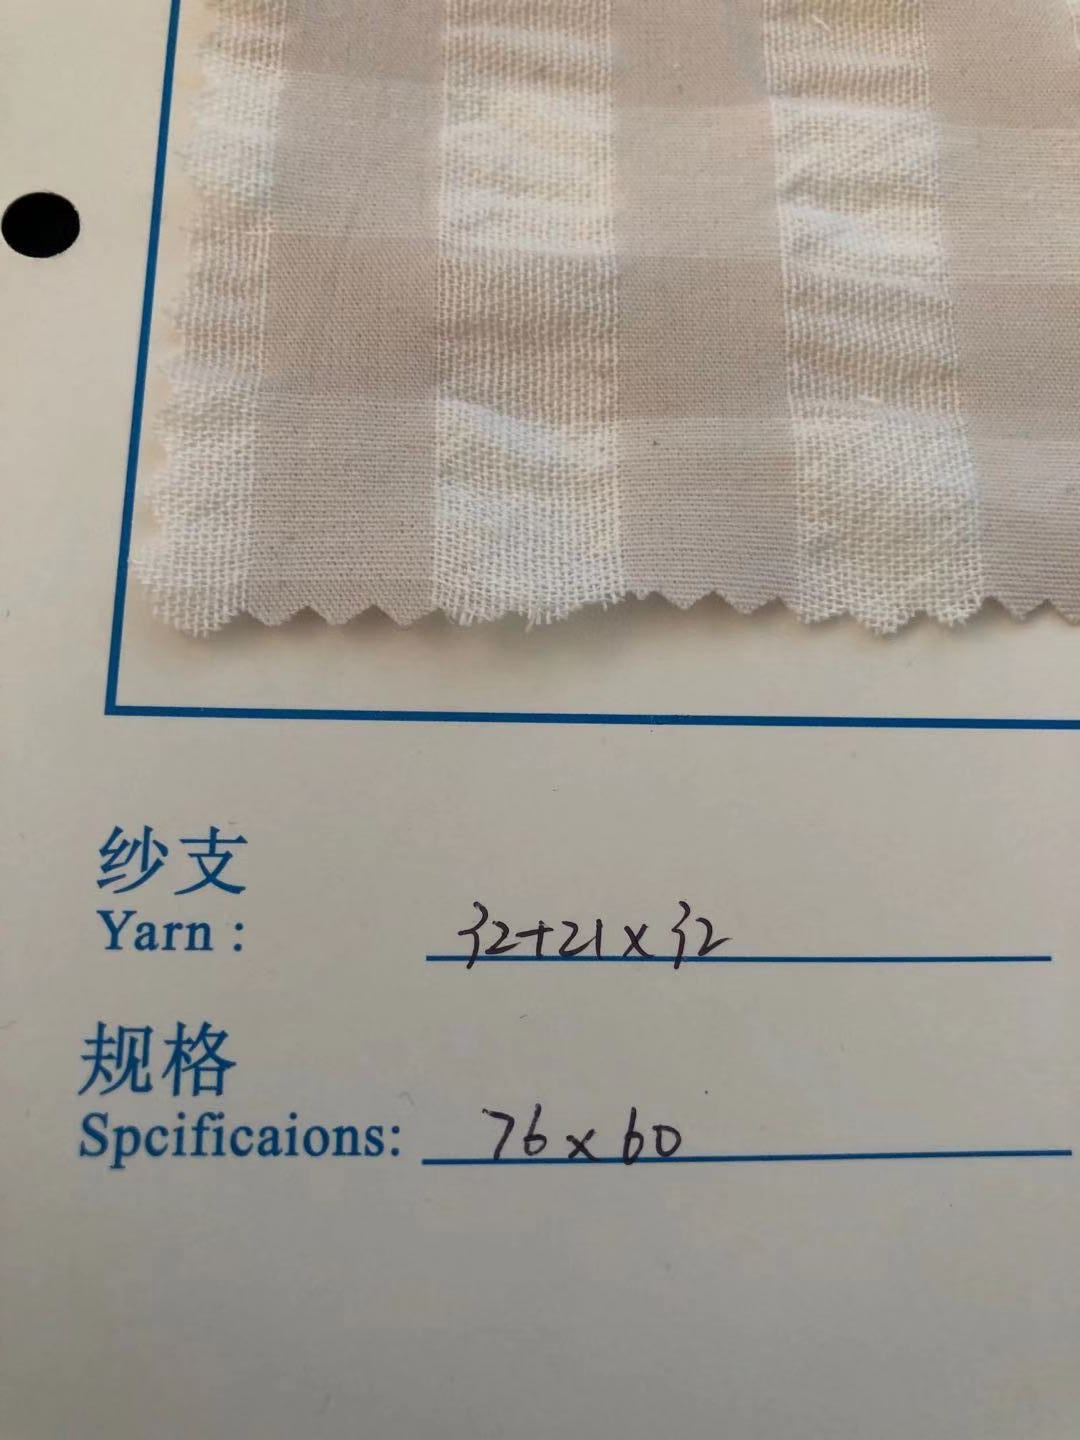 纱支
Yarn: 32+21x32
规格
Spcificaions: 76x60